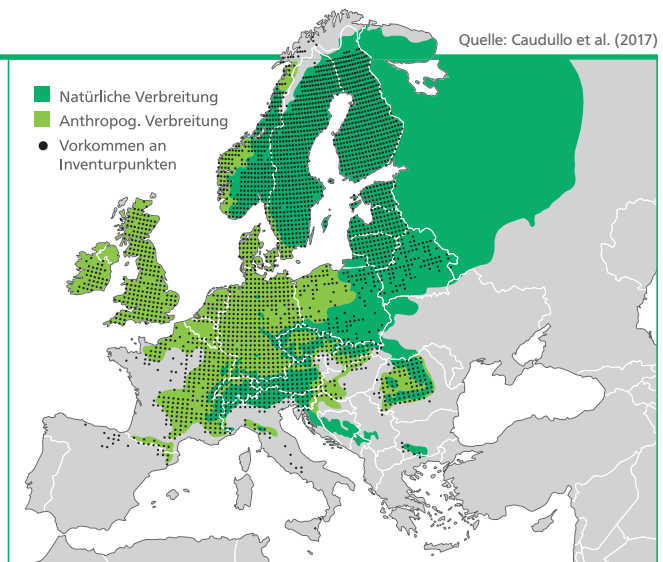 Quelle: Caudullo et al. (2017)
Natürliche Verbreitung
Anthropog. Verbreitung
Vorkommen an
Inventurpunkten